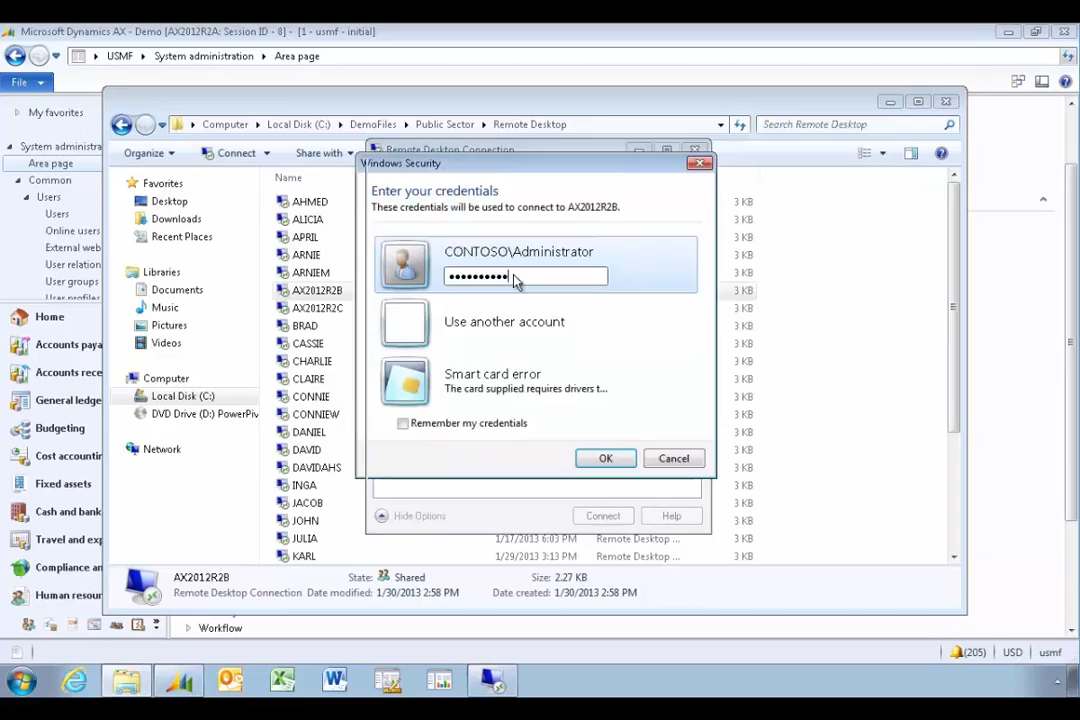 Microsoft Dynamics AX - Demo [AX2012R2A: Session ID - 8] - [1 - usmf - initial]
USMF System administration Area page
File
My favorites
System administra
Area page
Common
Users
Users
Online users
External web
User relation
User groups
User profiles
Home
Accounts paya
Accounts rece
General ledge
Budgeting
Cost accountin
Fixed assets
Cash and bank
Travel and exp
Compliance an
Human resour
Computer Local Disk (C:) DemoFiles Public Sector Remote Desktop
Search Remote Desktop
Organize Connect Share with
Favorites
Desktop
Downloads
Recent Places
Libraries
Documents
Music
Pictures
Videos
Computer
Local Disk (C:)
DVD Drive (D:) PowerPiv
Network
Name
AHMED
3 KB
ALICIA
3 KB
APRIL
3 KB
ARNIE
3 KB
ARNIEM
3 KB
AX2012R2B
3 KB
AX2012R2C
3 KB
BRAD
3 KB
CASSIE
3 KB
CHARLIE
3 KB
CLAIRE
3 KB
CONNIE
3 KB
CONNIEW
3 KB
DANIEL
3 KB
DAVID
3 KB
DAVIDAHS
3 KB
INGA
3 KB
JACOB
3 KB
JOHN
3 KB
JULIA 1/17/2013 6:03 PM Remote Desktop ... 3 KB
KARL 1/29/2013 3:13 PM Remote Desktop ... 3 KB
Remote Desktop Connection
Windows Security
Enter your credentials
These credentials will be used to connect to AX2012R2B.
CONTOSO\Administrator
••••••••••
Use another account
Smart card error
The card supplied requires drivers t...
Remember my credentials
OK Cancel
Hide Options Connect Help
AX2012R2B State: Shared Size: 2.27 KB
Remote Desktop Connection Date modified: 1/30/2013 2:58 PM Date created: 1/30/2013 2:58 PM
Workflow
(205) USD usmf